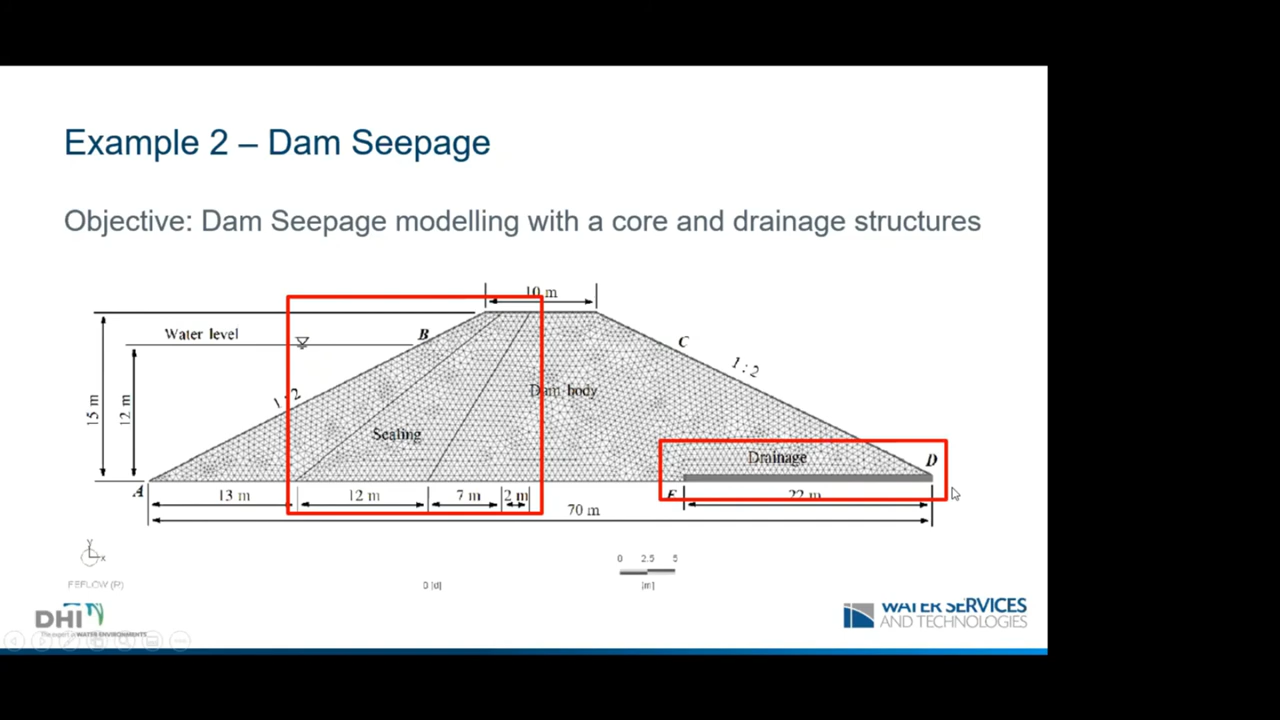 Example 2 – Dam Seepage
Objective: Dam Seepage modelling with a core and drainage structures
10 m
Water level
B
C
1 : 2
1 : 2
15 m
12 m
Dam body
Sealing
Drainage
D
A
E
13 m
12 m
7 m
2 m
22 m
70 m
y
x
FEFLOW (R)
0 [d]
0 2.5 5
[m]
DHI
The expert in WATER ENVIRONMENTS
WATER SERVICES
AND TECHNOLOGIES